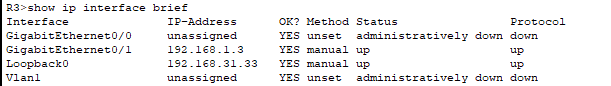 R3>show ip interface brief
Interface IP-Address OK? Method Status Protocol
GigabitEthernet0/0 unassigned YES unset administratively down down
GigabitEthernet0/1 192.168.1.3 YES manual up up
Loopback0 192.168.31.33 YES manual up up
Vlan1 unassigned YES unset administratively down down